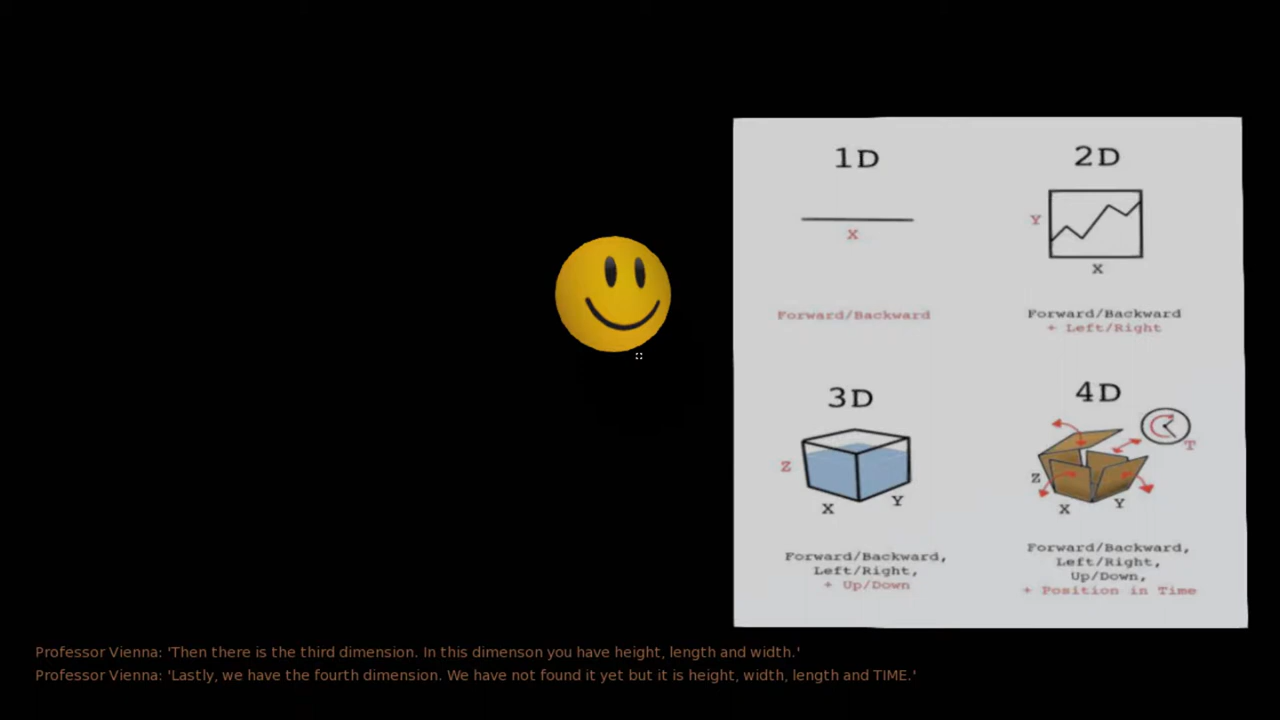 1D
X
Forward/Backward
2D
Y
X
Forward/Backward
+ Left/Right
3D
Z
X
Y
Forward/Backward,
Left/Right,
+ Up/Down
4D
T
Z
X
Y
Forward/Backward,
Left/Right,
Up/Down,
+ Position in Time
Professor Vienna: 'Then there is the third dimension. In this dimenson you have height, length and width.'
Professor Vienna: 'Lastly, we have the fourth dimension. We have not found it yet but it is height, width, length and TIME.'